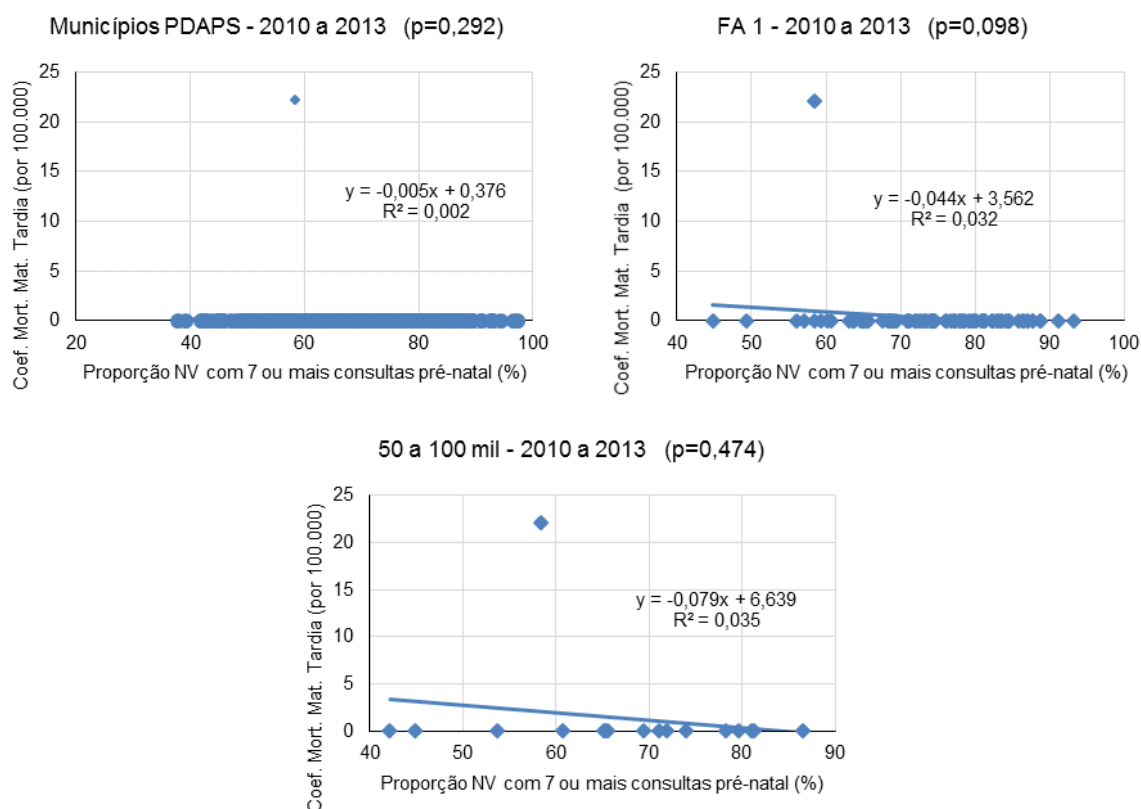 Municípios PDAPS - 2010 a 2013 (p=0,292)
Coef. Mort. Mat. Tardia (por 100.000)
25
20
15
10
5
0
y = -0,005x + 0,376
R² = 0,002
20 40 60 80 100
Proporção NV com 7 ou mais consultas pré-natal (%)
FA 1 - 2010 a 2013 (p=0,098)
Coef. Mort. Mat. Tardia (por 100.000)
25
20
15
10
5
0
y = -0,044x + 3,562
R² = 0,032
40 50 60 70 80 90 100
Proporção NV com 7 ou mais consultas pré-natal (%)
50 a 100 mil - 2010 a 2013 (p=0,474)
Coef. Mort. Mat. Tardia (por 100.000)
25
20
15
10
5
0
y = -0,079x + 6,639
R² = 0,035
40 50 60 70 80 90
Proporção NV com 7 ou mais consultas pré-natal (%)